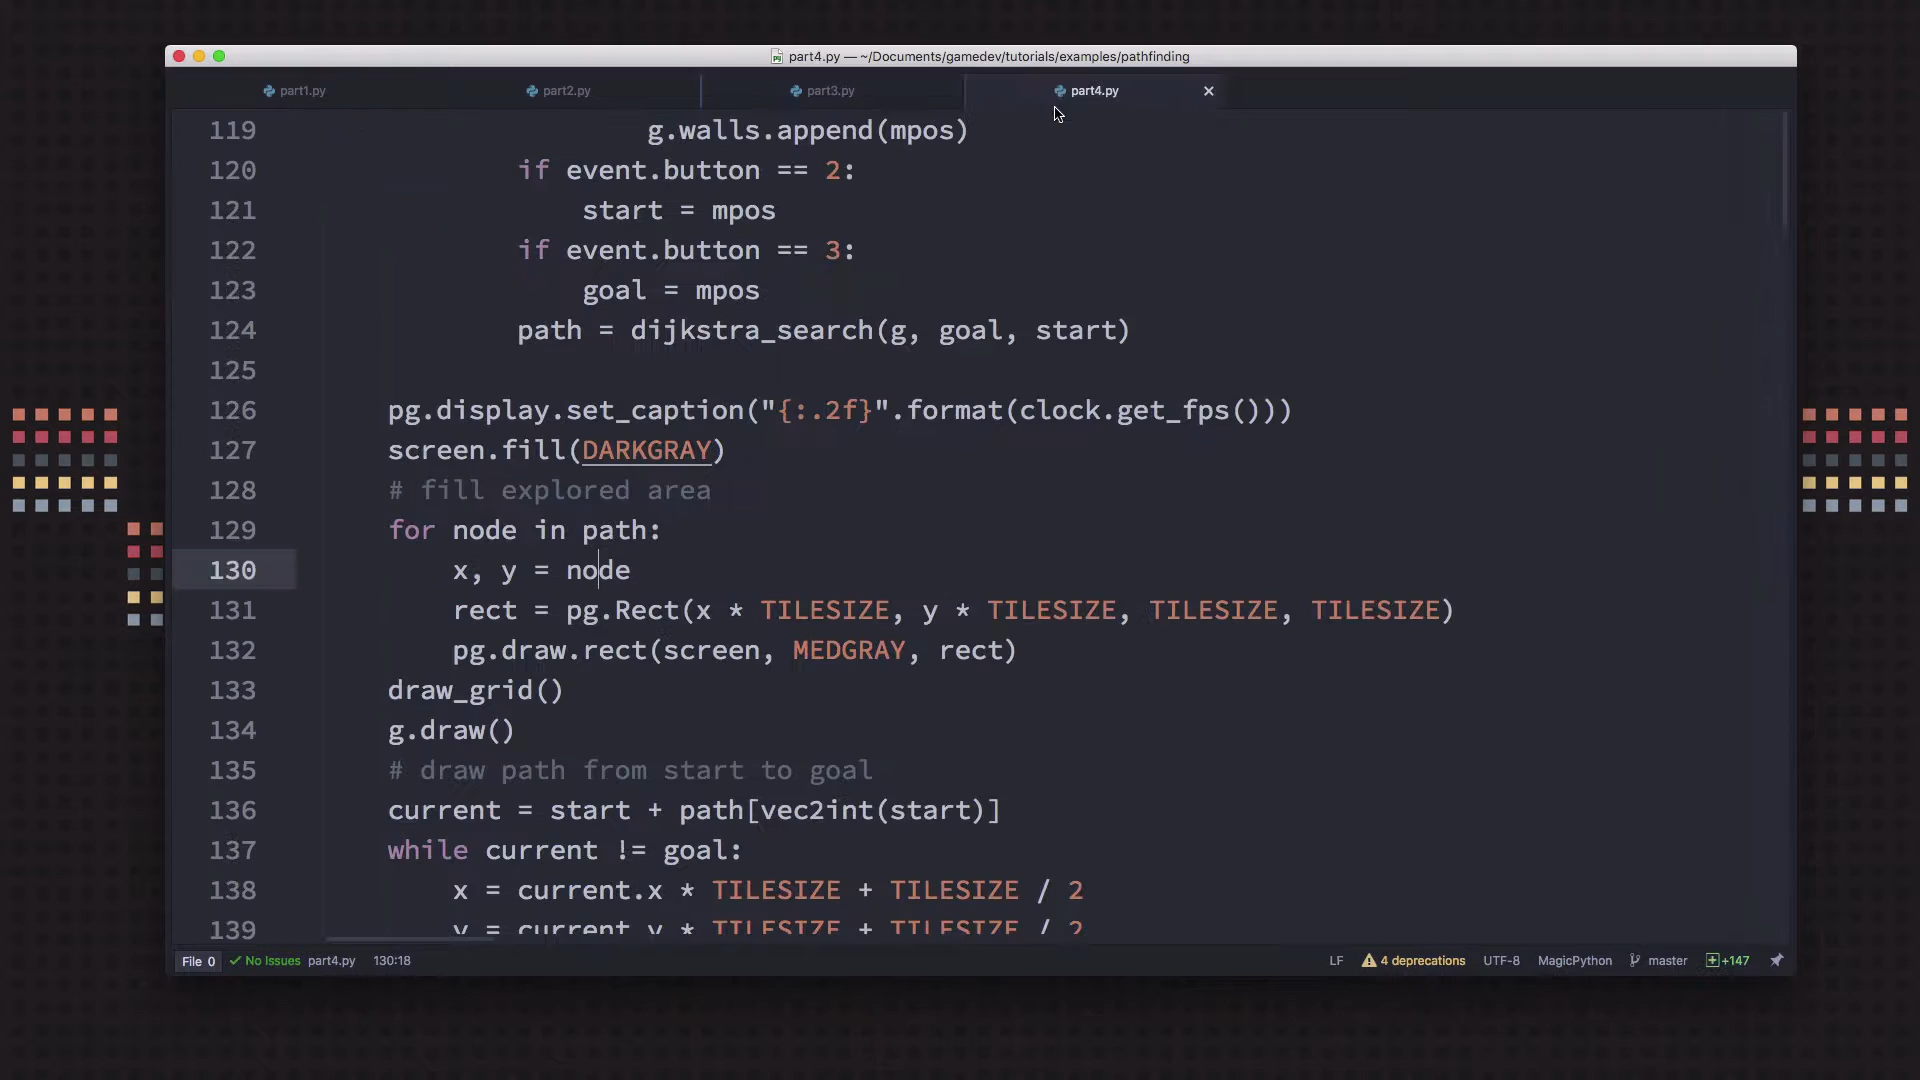 part4.py — ~/Documents/gamedev/tutorials/examples/pathfinding
part1.py
part2.py
part3.py
part4.py
119 g.walls.append(mpos)
120 if event.button == 2:
121 start = mpos
122 if event.button == 3:
123 goal = mpos
124 path = dijkstra_search(g, goal, start)
125
126 pg.display.set_caption("{:.2f}".format(clock.get_fps()))
127 screen.fill(DARKGRAY)
128 # fill explored area
129 for node in path:
130 x, y = node
131 rect = pg.Rect(x * TILESIZE, y * TILESIZE, TILESIZE, TILESIZE)
132 pg.draw.rect(screen, MEDGRAY, rect)
133 draw_grid()
134 g.draw()
135 # draw path from start to goal
136 current = start + path[vec2int(start)]
137 while current != goal:
138 x = current.x * TILESIZE + TILESIZE / 2
139 y = current.y * TILESIZE + TILESIZE / 2
File 0 No Issues part4.py 130:18 LF 4 deprecations UTF-8 MagicPython master +147